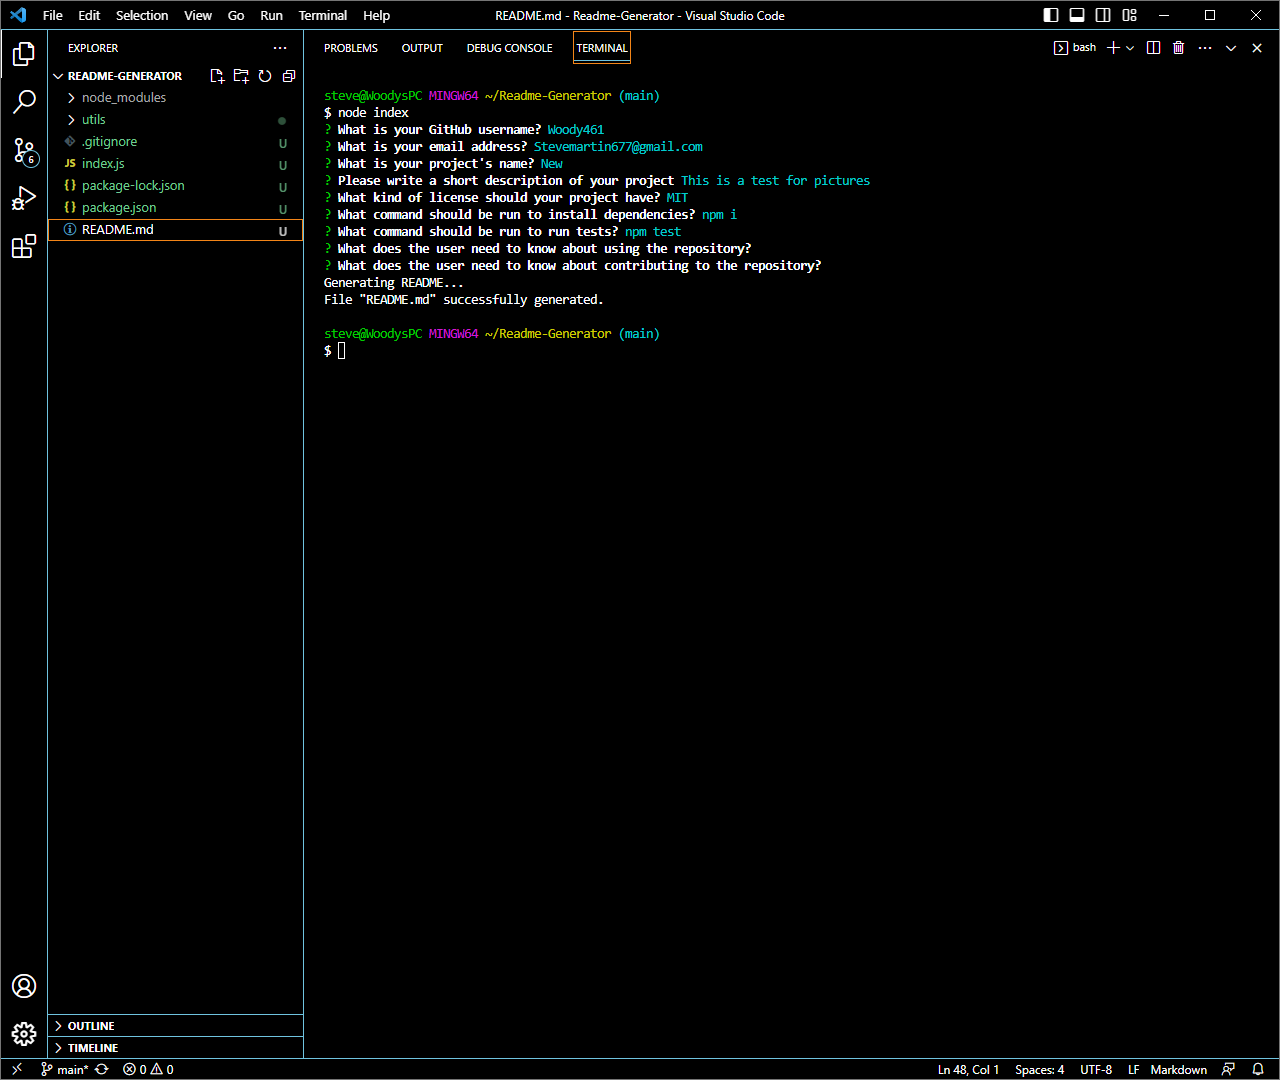 File Edit Selection View Go Run Terminal Help README.md - Readme-Generator - Visual Studio Code
EXPLORER
README-GENERATOR
node_modules
utils
.gitignore U
JS index.js U
{} package-lock.json U
{} package.json U
README.md U
6
OUTLINE
TIMELINE
PROBLEMS OUTPUT DEBUG CONSOLE TERMINAL bash
steve@WoodysPC MINGW64 ~/Readme-Generator (main)
$ node index
? What is your GitHub username? Woody461
? What is your email address? Stevemartin677@gmail.com
? What is your project's name? New
? Please write a short description of your project This is a test for pictures
? What kind of license should your project have? MIT
? What command should be run to install dependencies? npm i
? What command should be run to run tests? npm test
? What does the user need to know about using the repository?
? What does the user need to know about contributing to the repository?
Generating README...
File "README.md" successfully generated.
steve@WoodysPC MINGW64 ~/Readme-Generator (main)
$
main* 0 0 Ln 48, Col 1 Spaces: 4 UTF-8 LF Markdown